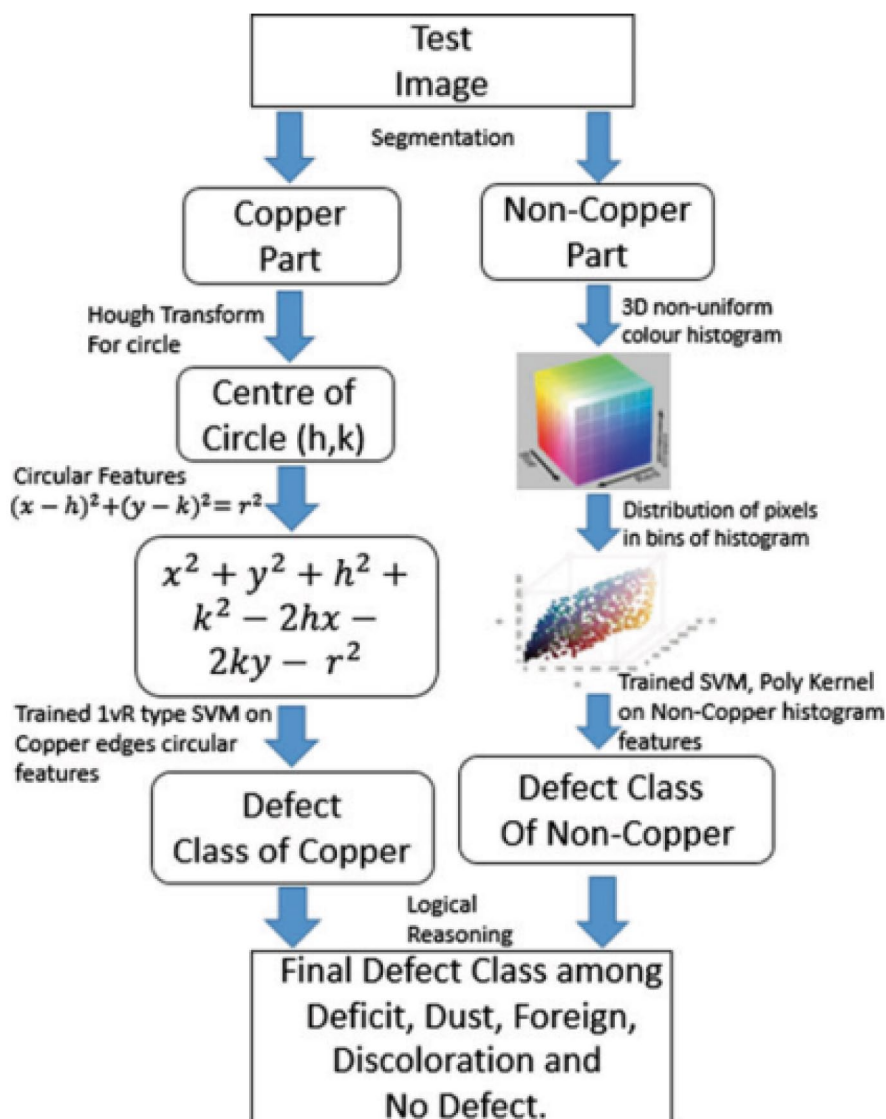 Test
Image
Segmentation
Copper
Part
Non-Copper
Part
Hough Transform
For circle
3D non-uniform
colour histogram
Centre of
Circle (h,k)
Circular Features
(x − h)²+(y − k)²= r²
Distribution of pixels
in bins of histogram
x² + y² + h² +
k² − 2hx −
2ky − r²
Trained 1vR type SVM on
Copper edges circular
features
Trained SVM, Poly Kernel
on Non-Copper histogram
features
Defect
Class of Copper
Defect Class
Of Non-Copper
Logical
Reasoning
Final Defect Class among
Deficit, Dust, Foreign,
Discoloration and
No Defect.